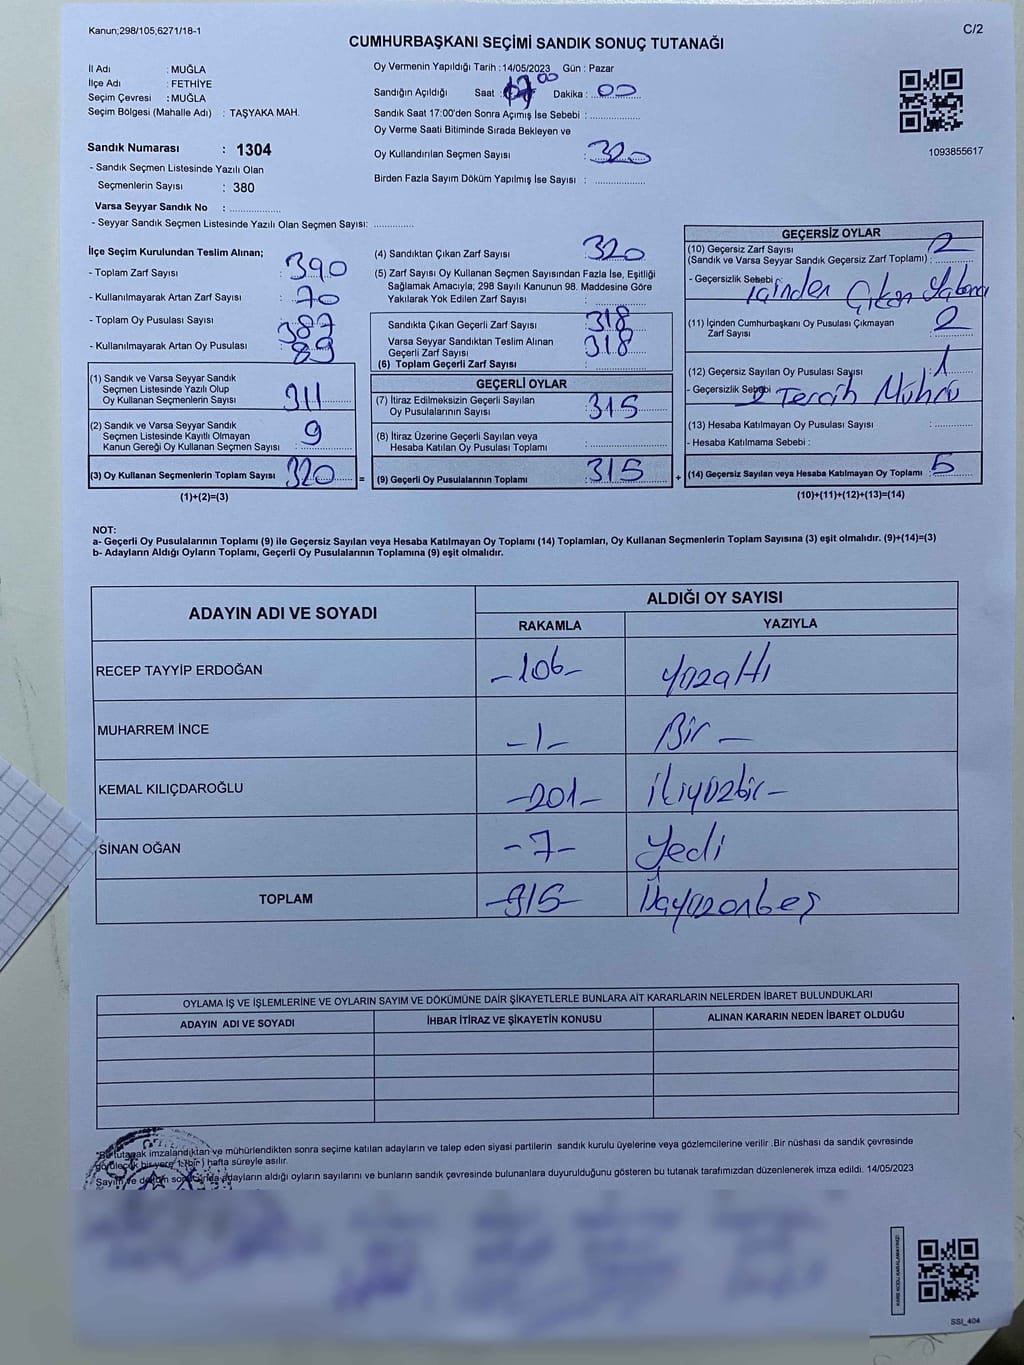 Kanun;298/105,6271/18-1
C/2
CUMHURBAŞKANI SEÇİMİ SANDIK SONUÇ TUTANAĞI
İl Adı : MUĞLA
İlçe Adı : FETHİYE
Seçim Çevresi : MUĞLA
Seçim Bölgesi (Mahalle Adı) : TAŞYAKA MAH.
Oy Vermenin Yapıldığı Tarih : 14/05/2023 Gün : Pazar
Sandığın Açıldığı Saat : 17 00 Dakika : 00
Sandık Saat 17:00'den Sonra Açımış İse Sebebi :
Oy Verme Saati Bitiminde Sırada Bekleyen ve
Oy Kullandırılan Seçmen Sayısı : 320
Birden Fazla Sayım Döküm Yapılmış İse Sayısı :
1093855617
Sandık Numarası : 1304
- Sandık Seçmen Listesinde Yazılı Olan
Seçmenlerin Sayısı : 380
Varsa Seyyar Sandık No :
- Seyyar Sandık Seçmen Listesinde Yazılı Olan Seçmen Sayısı:
İlçe Seçim Kurulundan Teslim Alınan;
- Toplam Zarf Sayısı : 390
- Kullanılmayarak Artan Zarf Sayısı : 70
- Toplam Oy Pusulası Sayısı : 387
- Kullanılmayarak Artan Oy Pusulası
(1) Sandık ve Varsa Seyyar Sandık
Seçmen Listesinde Yazılı Olup
Oy Kullanan Seçmenlerin Sayısı : 311
(2) Sandık ve Varsa Seyyar Sandık
Seçmen Listesinde Kayıtlı Olmayan
Kanun Gereği Oy Kullanan Seçmen Sayısı : 9
(3) Oy Kullanan Seçmenlerin Toplam Sayısı : 320 =
(1)+(2)=(3)
(4) Sandıktan Çıkan Zarf Sayısı : 320
(5) Zarf Sayısı Oy Kullanan Seçmen Sayısından Fazla İse, Eşitliği
Sağlamak Amacıyla; 298 Sayılı Kanunun 98. Maddesine Göre
Yakılarak Yok Edilen Zarf Sayısı :
Sandıkta Çıkan Geçerli Zarf Sayısı : 318
Varsa Seyyar Sandıktan Teslim Alınan
Geçerli Zarf Sayısı : 318
(6) Toplam Geçerli Zarf Sayısı :
GEÇERLİ OYLAR
(7) İtiraz Edilmeksizin Geçerli Sayılan
Oy Pusulalarının Sayısı : 315
(8) İtiraz Üzerine Geçerli Sayılan veya
Hesaba Katılan Oy Pusulası Toplamı :
(9) Geçerli Oy Pusulalarının Toplamı : 315 +
GEÇERSİZ OYLAR
(10) Geçersiz Zarf Sayısı
(Sandık ve Varsa Seyyar Sandık Geçersiz Zarf Toplamı) : 2
- Geçersizlik Sebebi : İçinden Çıkan
(11) İçinden Cumhurbaşkanı Oy Pusulası Çıkmayan
Zarf Sayısı : 2
(12) Geçersiz Sayılan Oy Pusulası Sayısı : 1
- Geçersizlik Sebebi : 2 Tercih Mührü
(13) Hesaba Katılmayan Oy Pusulası Sayısı :
- Hesaba Katılmama Sebebi :
(14) Geçersiz Sayılan veya Hesaba Katılmayan Oy Toplamı : 5
(10)+(11)+(12)+(13)=(14)
NOT:
a- Geçerli Oy Pusulalarının Toplamı (9) ile Geçersiz Sayılan veya Hesaba Katılmayan Oy Toplamı (14) Toplamları, Oy Kullanan Seçmenlerin Toplam Sayısına (3) eşit olmalıdır. (9)+(14)=(3)
b- Adayların Aldığı Oyların Toplamı, Geçerli Oy Pusulalarının Toplamına (9) eşit olmalıdır.
ADAYIN ADI VE SOYADI
ALDIĞI OY SAYISI
RAKAMLA YAZIYLA
RECEP TAYYİP ERDOĞAN -106- Yüzaltı
MUHARREM İNCE -1- Bir -
KEMAL KILIÇDAROĞLU -201- İkiyüzbir -
SİNAN OĞAN -7- Yedi
TOPLAM -315- Üçyüzonbeş
OYLAMA İŞ VE İŞLEMLERİNE VE OYLARIN SAYIM VE DÖKÜMÜNE DAİR ŞİKAYETLERLE BUNLARA AİT KARARLARIN NELERDEN İBARET BULUNDUKLARI
ADAYIN ADI VE SOYADI
İHBAR İTİRAZ VE ŞİKAYETİN KONUSU
ALINAN KARARIN NEDEN İBARET OLDUĞU
*Bu tutanak imzalandıktan ve mühürlendikten sonra seçime katılan adayların ve talep eden siyasi partilerin sandık kurulu üyelerine veya gözlemcilerine verilir .Bir nüshası da sandık çevresinde
görülecek bir yere 1 (bir) hafta süreyle asılır.
Sayım ve döküm sonucunda adayların aldığı oyların sayılarını ve bunların sandık çevresinde bulunanlara duyurulduğunu gösteren bu tutanak tarafımızdan düzenlenerek imza edildi. 14/05/2023
KARE KODU KARALAMAYINIZ!
SSI_404